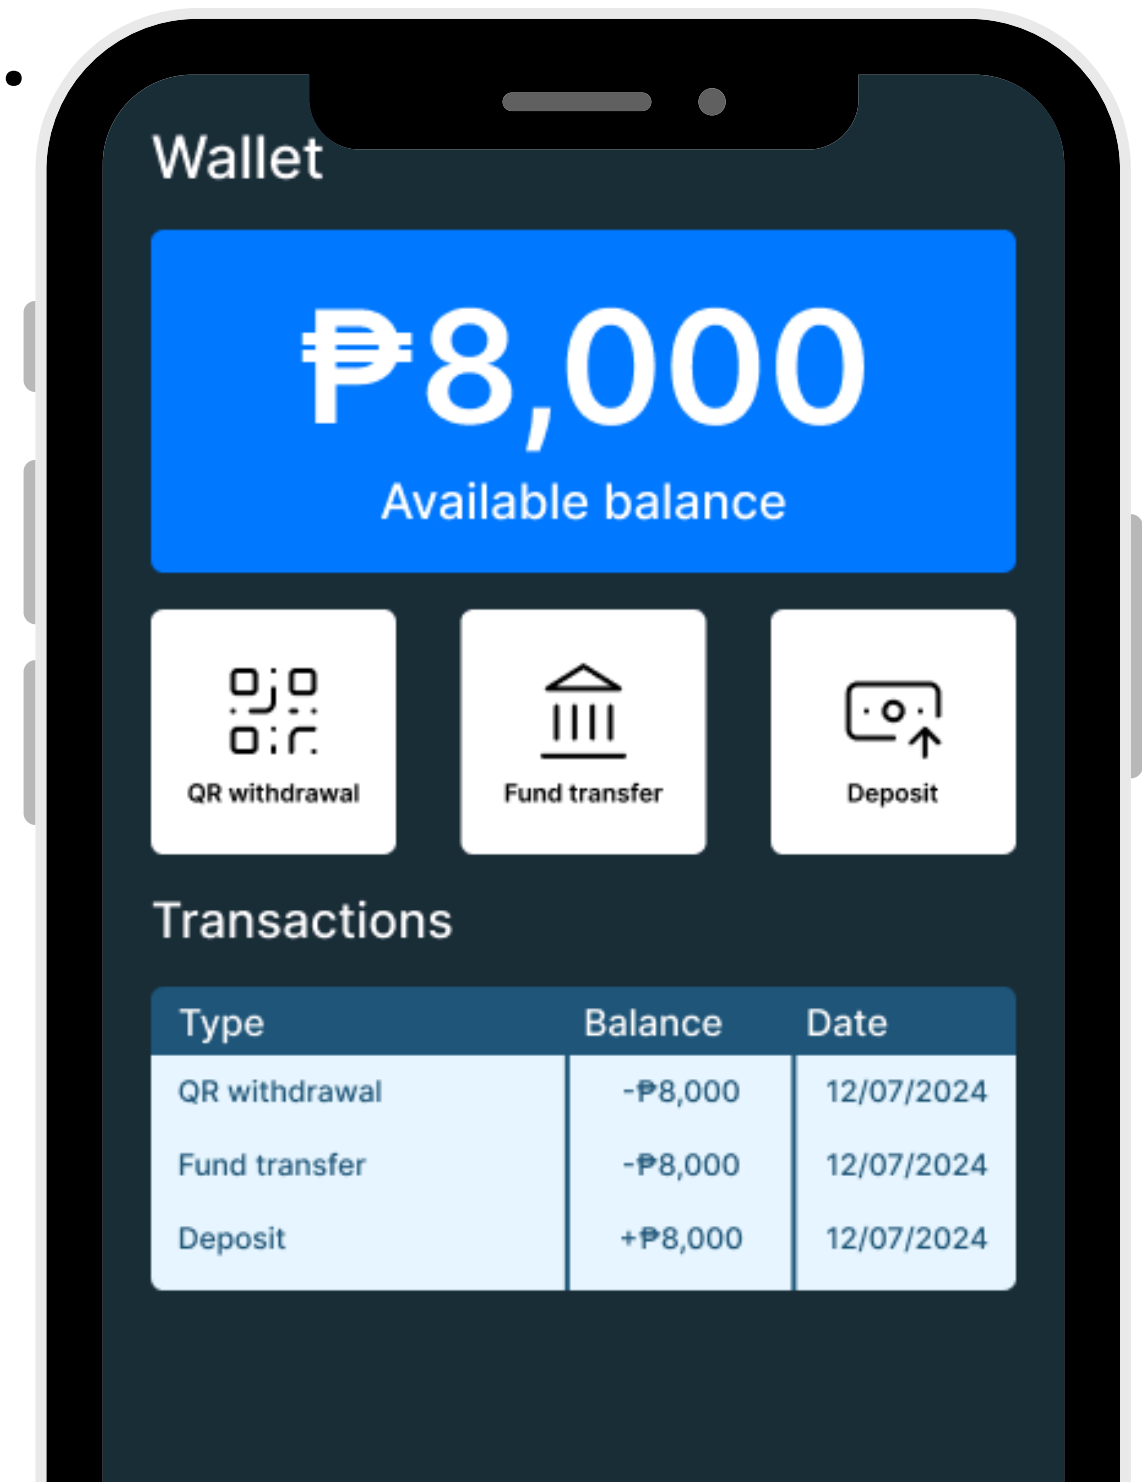 Wallet
₱8,000
Available balance
QR withdrawal
Fund transfer
Deposit
Transactions
Type Balance Date
QR withdrawal -₱8,000 12/07/2024
Fund transfer -₱8,000 12/07/2024
Deposit +₱8,000 12/07/2024